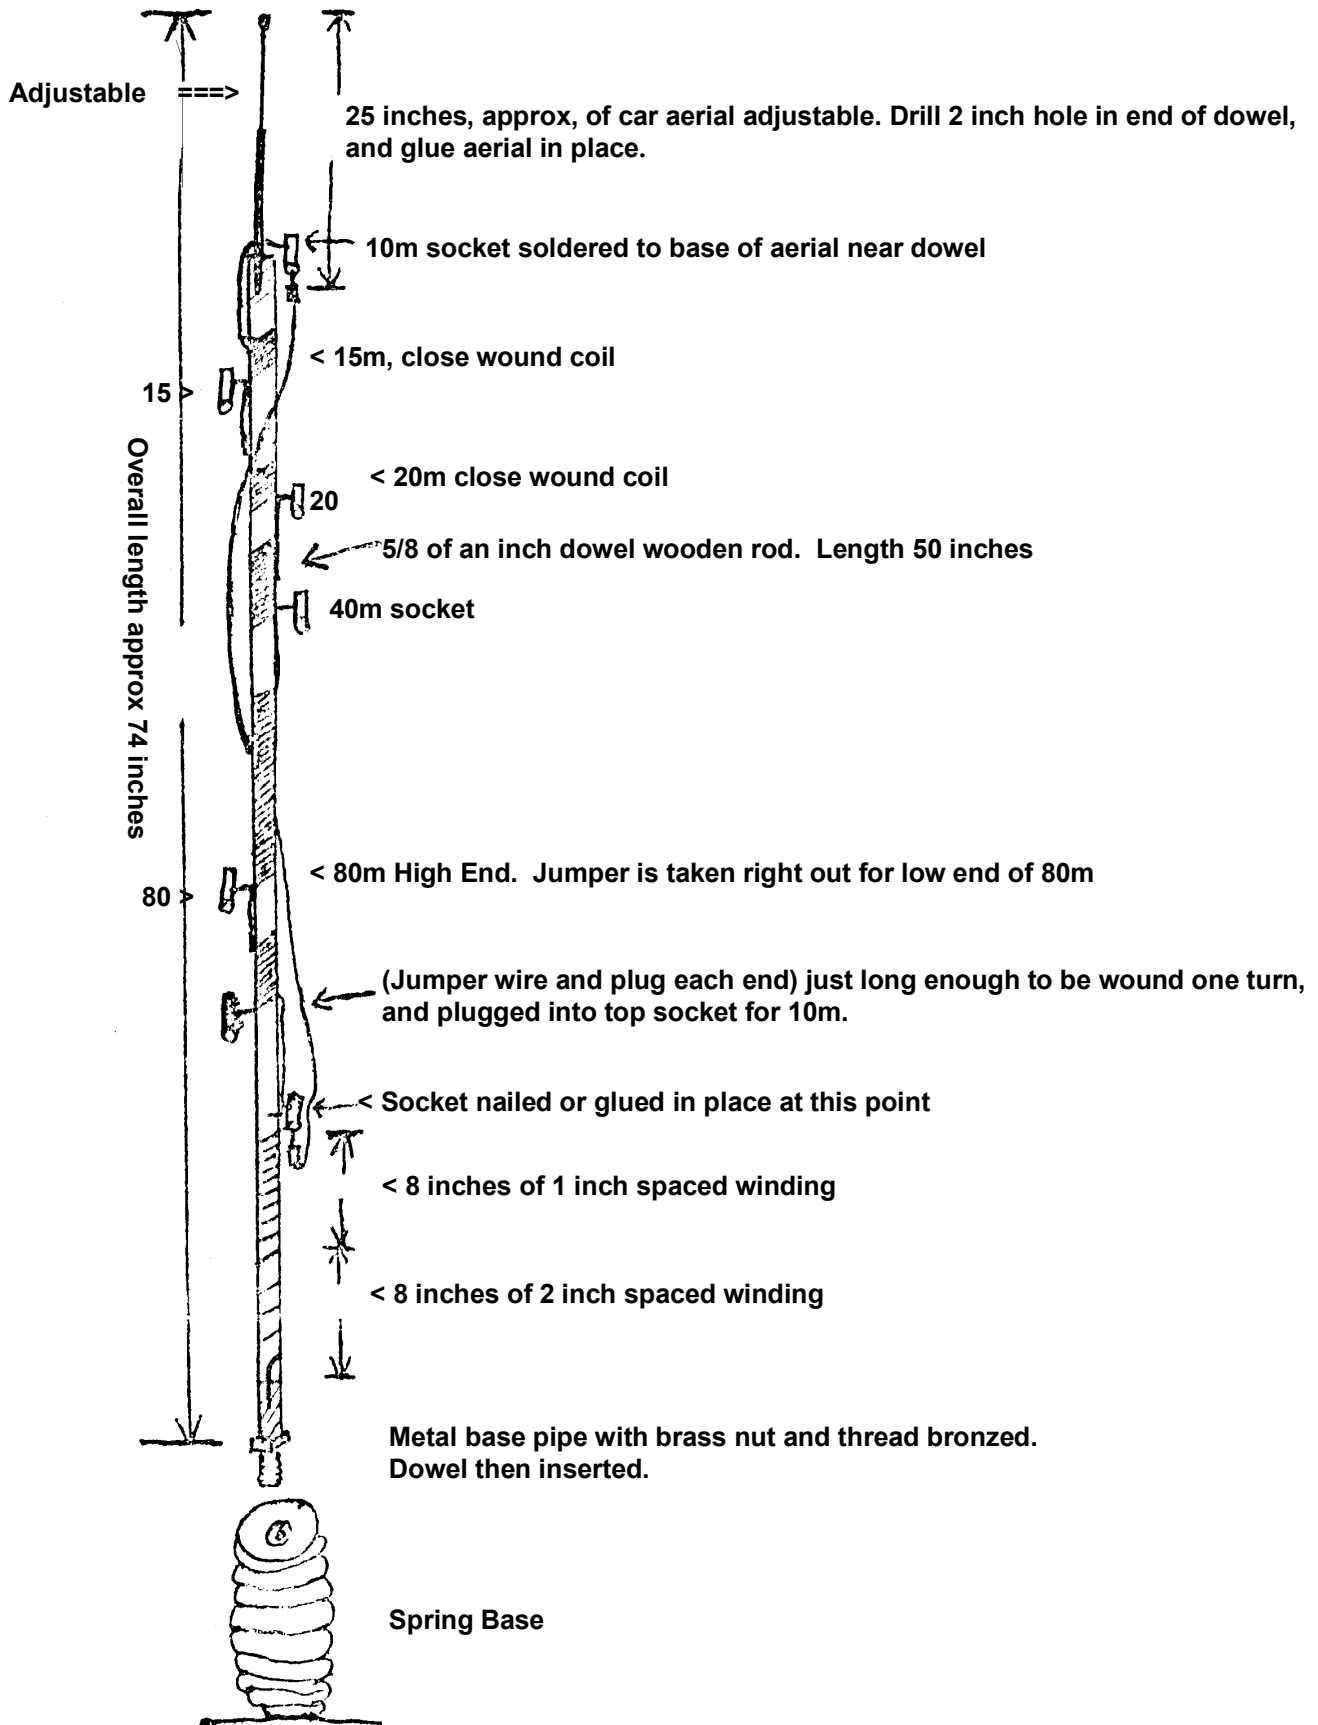 Adjustable ===>
25 inches, approx, of car aerial adjustable. Drill 2 inch hole in end of dowel,
and glue aerial in place.
10m socket soldered to base of aerial near dowel
< 15m, close wound coil
15 >
< 20m close wound coil
20
5/8 of an inch dowel wooden rod. Length 50 inches
40m socket
Overall length approx 74 inches
< 80m High End. Jumper is taken right out for low end of 80m
80 >
(Jumper wire and plug each end) just long enough to be wound one turn,
and plugged into top socket for 10m.
< Socket nailed or glued in place at this point
< 8 inches of 1 inch spaced winding
< 8 inches of 2 inch spaced winding
Metal base pipe with brass nut and thread bronzed.
Dowel then inserted.
Spring Base